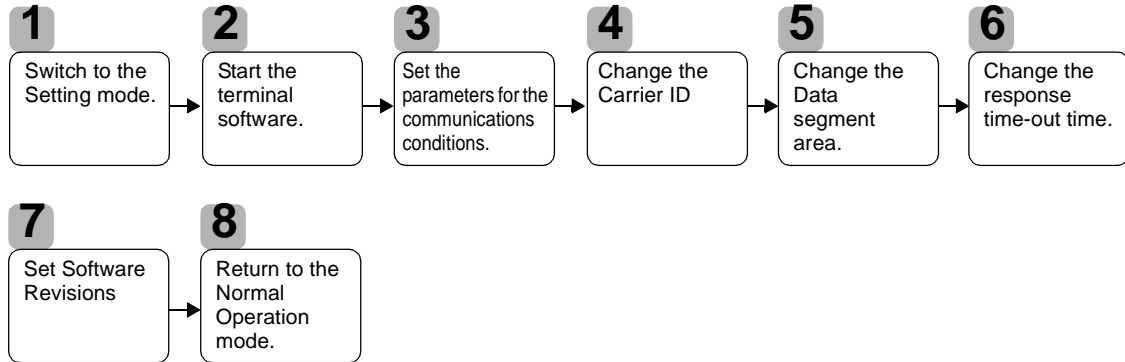 1
Switch to the
Setting mode.
2
Start the
terminal
software.
3
Set the
parameters for the
communications
conditions.
4
Change the
Carrier ID
5
Change the
Data
segment
area.
6
Change the
response
time-out time.
7
Set Software
Revisions
8
Return to the
Normal
Operation
mode.